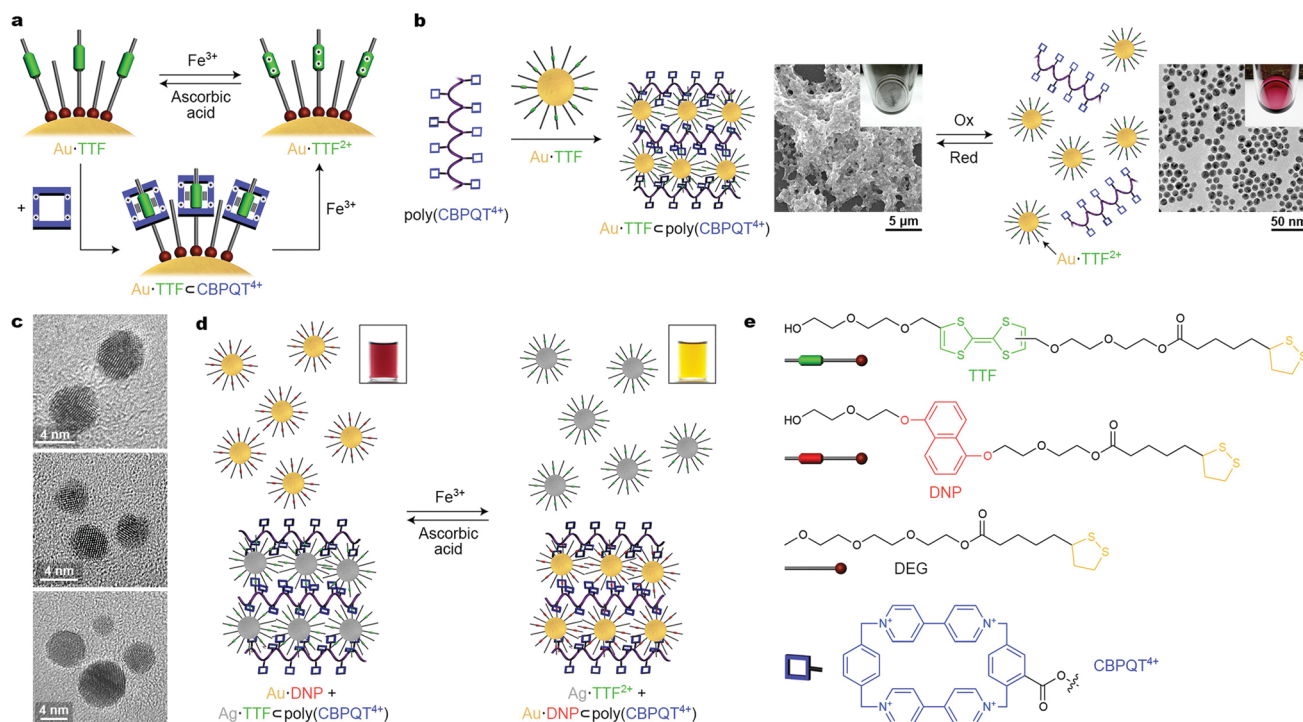 a
Fe³⁺
Ascorbic
acid
Au·TTF
Au·TTF²⁺
+
Fe³⁺
Au·TTF⊂CBPQT⁴⁺
b
poly(CBPQT⁴⁺)
Au·TTF
Au·TTF⊂poly(CBPQT⁴⁺)
5 µm
Ox
Red
Au·TTF²⁺
50 nm
c
4 nm
4 nm
4 nm
d
Fe³⁺
Ascorbic
acid
Au·DNP +
Ag·TTF⊂poly(CBPQT⁴⁺)
Ag·TTF²⁺ +
Au·DNP⊂poly(CBPQT⁴⁺)
e
HO O O S S S S O O O O S S
TTF
HO O O O O O O S S
DNP
O O O O O S S
DEG
N⁺ N⁺
CBPQT⁴⁺
O O
N⁺ N⁺